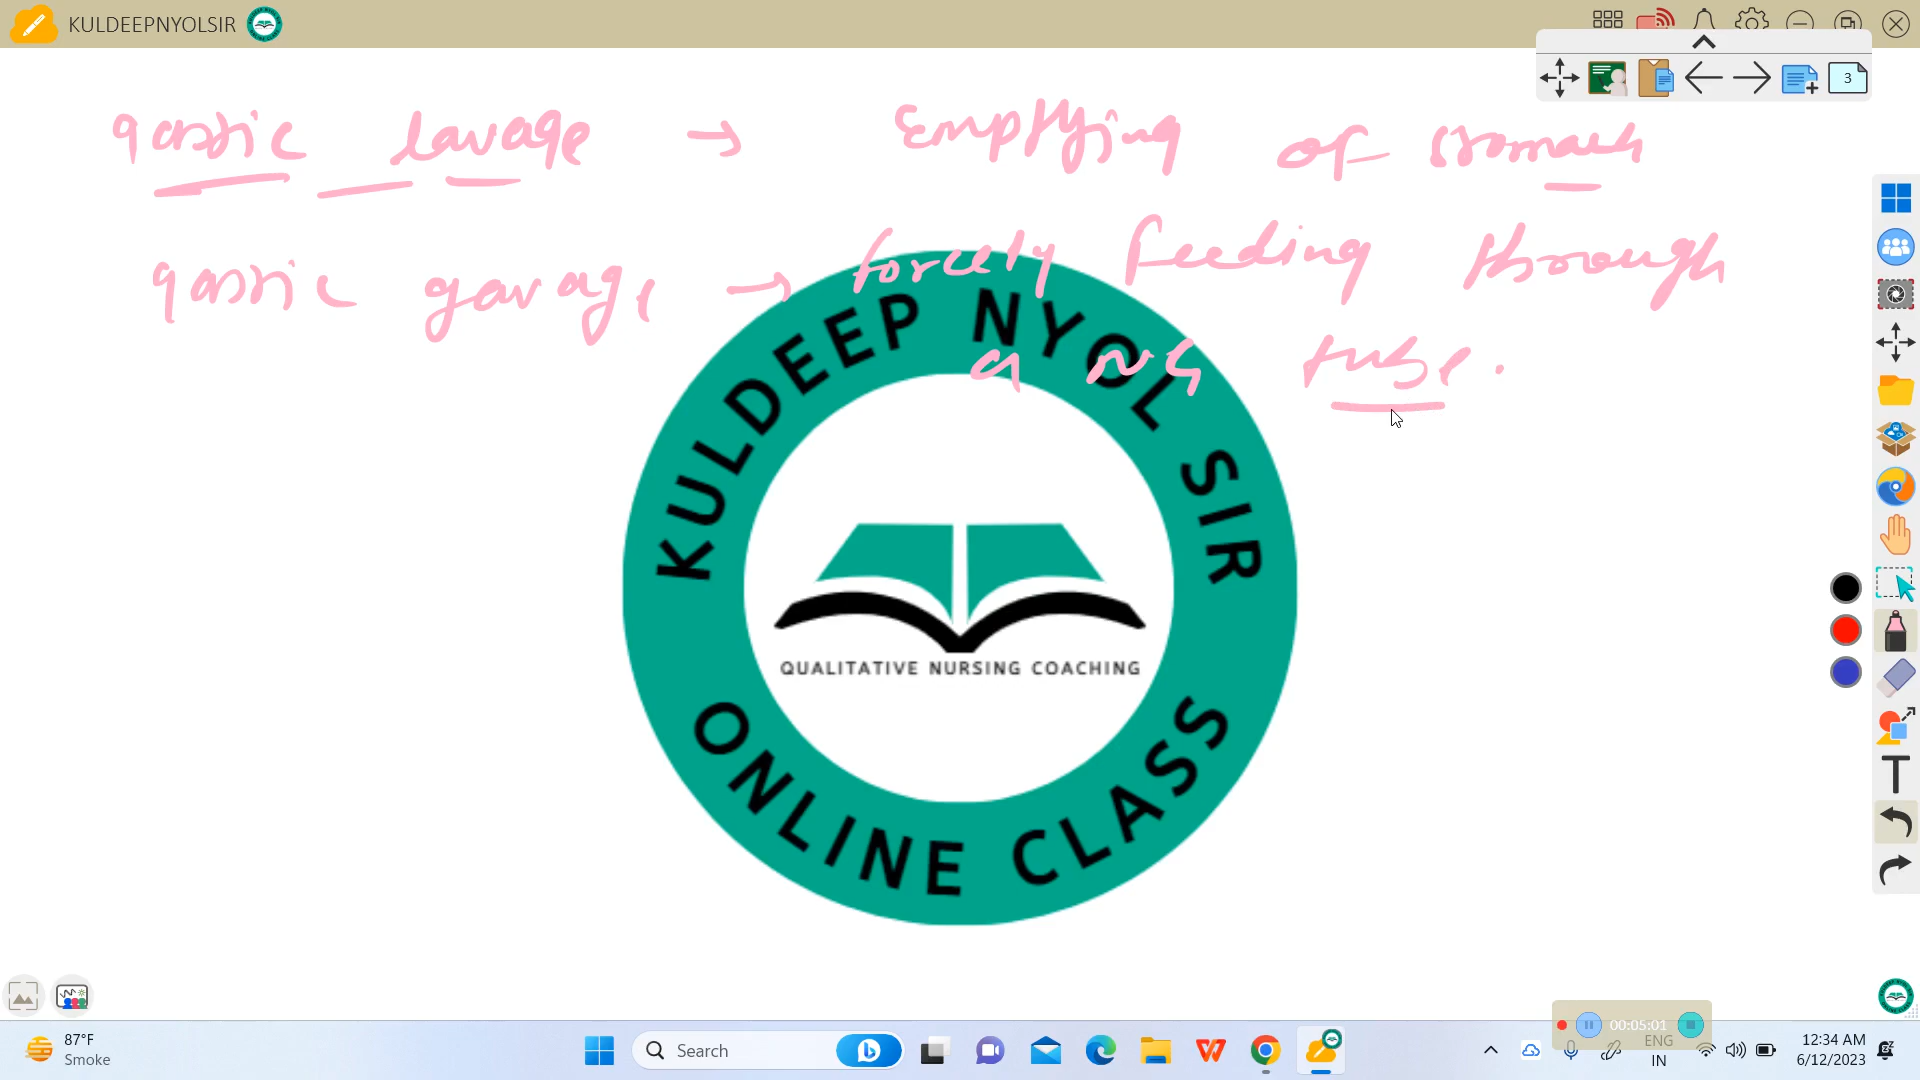 KULDEEPNYOLSIR
3
gastric lavage → Emptying of stomach
gastric gavage → forcely feeding through
a NG tube.
KULDEEP NYOL SIR
QUALITATIVE NURSING COACHING
ONLINE CLASS
T
00:05:01
87°F
Smoke
Search
ENG
IN
12:34 AM
6/12/2023